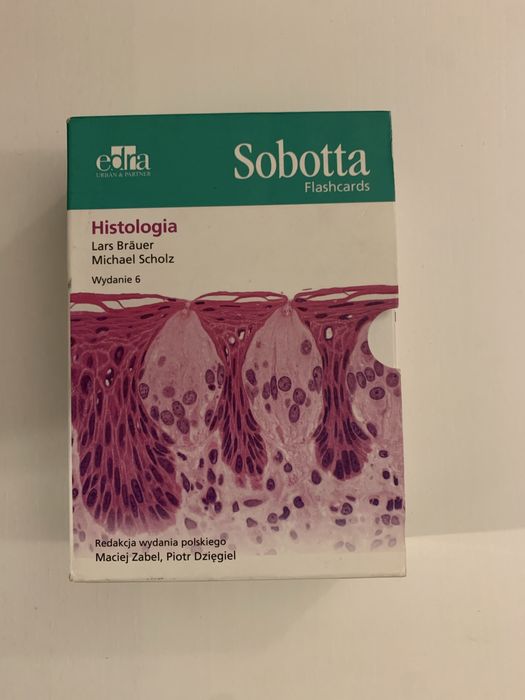 edra
URBAN & PARTNER
Sobotta
Flashcards
Histologia
Lars Bräuer
Michael Scholz
Wydanie 6
Redakcja wydania polskiego
Maciej Zabel, Piotr Dzięgiel